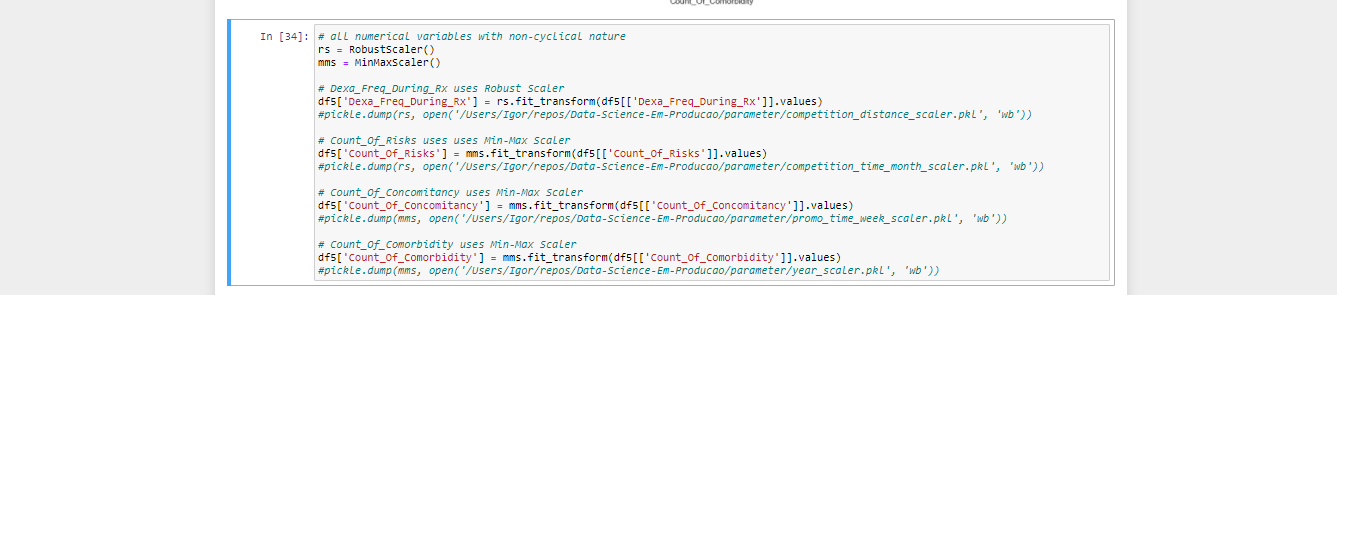 Count_Of_Comorbidity
In [34]: # all numerical variables with non-cyclical nature
rs = RobustScaler()
mms = MinMaxScaler()
# Dexa_Freq_During_Rx uses Robust Scaler
df5['Dexa_Freq_During_Rx'] = rs.fit_transform(df5[['Dexa_Freq_During_Rx']].values)
#pickle.dump(rs, open('/Users/Igor/repos/Data-Science-Em-Producao/parameter/competition_distance_scaler.pkl', 'wb'))
# Count_Of_Risks uses uses Min-Max Scaler
df5['Count_Of_Risks'] = mms.fit_transform(df5[['Count_Of_Risks']].values)
#pickle.dump(rs, open('/Users/Igor/repos/Data-Science-Em-Producao/parameter/competition_time_month_scaler.pkl', 'wb'))
# Count_Of_Concomitancy uses Min-Max Scaler
df5['Count_Of_Concomitancy'] = mms.fit_transform(df5[['Count_Of_Concomitancy']].values)
#pickle.dump(mms, open('/Users/Igor/repos/Data-Science-Em-Producao/parameter/promo_time_week_scaler.pkl', 'wb'))
# Count_Of_Comorbidity uses Min-Max Scaler
df5['Count_Of_Comorbidity'] = mms.fit_transform(df5[['Count_Of_Comorbidity']].values)
#pickle.dump(mms, open('/Users/Igor/repos/Data-Science-Em-Producao/parameter/year_scaler.pkl', 'wb'))